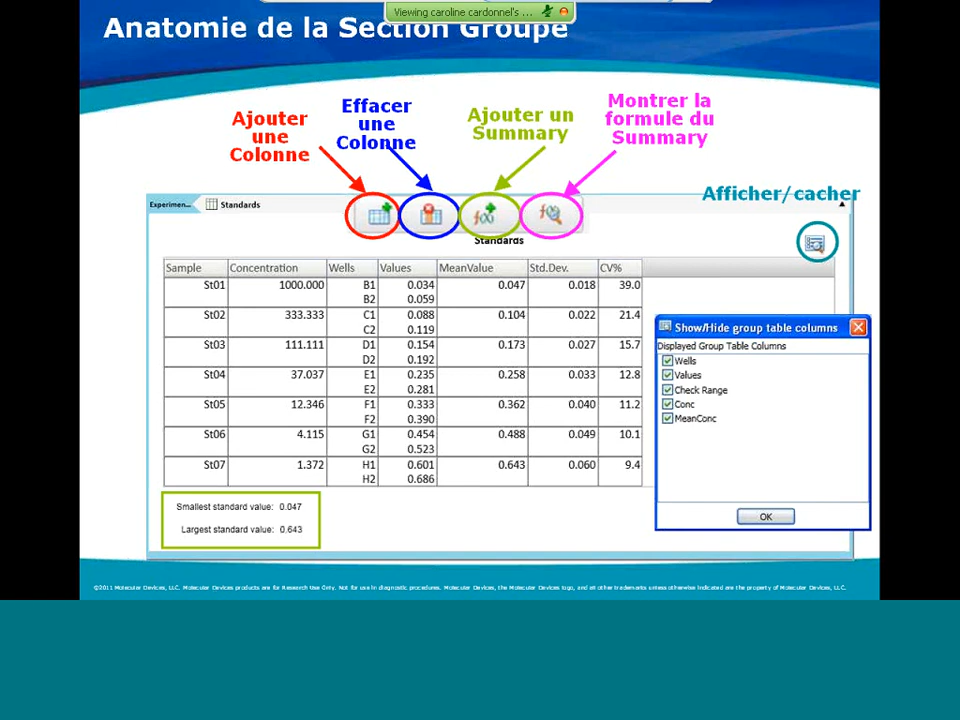 Viewing caroline cardonnel's ...
Anatomie de la Section Groupe
Ajouter
une
Colonne
Effacer
une
Colonne
Ajouter un
Summary
Montrer la
formule du
Summary
Afficher/cacher
Experimen... Standards
Standards
Sample Concentration Wells Values MeanValue Std.Dev. CV%
St01 1000.000 B1 0.034 0.047 0.018 39.0
B2 0.059
St02 333.333 C1 0.088 0.104 0.022 21.4
C2 0.119
St03 111.111 D1 0.154 0.173 0.027 15.7
D2 0.192
St04 37.037 E1 0.235 0.258 0.033 12.8
E2 0.281
St05 12.346 F1 0.333 0.362 0.040 11.2
F2 0.390
St06 4.115 G1 0.454 0.488 0.049 10.1
G2 0.523
St07 1.372 H1 0.601 0.643 0.060 9.4
H2 0.686
Smallest standard value: 0.047
Largest standard value: 0.643
Show/Hide group table columns
Displayed Group Table Columns
Wells
Values
Check Range
Conc
MeanConc
OK
©2011 Molecular Devices, LLC. Molecular Devices products are for Research Use Only. Not for use in diagnostic procedures. Molecular Devices, the Molecular Devices logo, and all other trademarks unless otherwise indicated are the property of Molecular Devices, LLC.